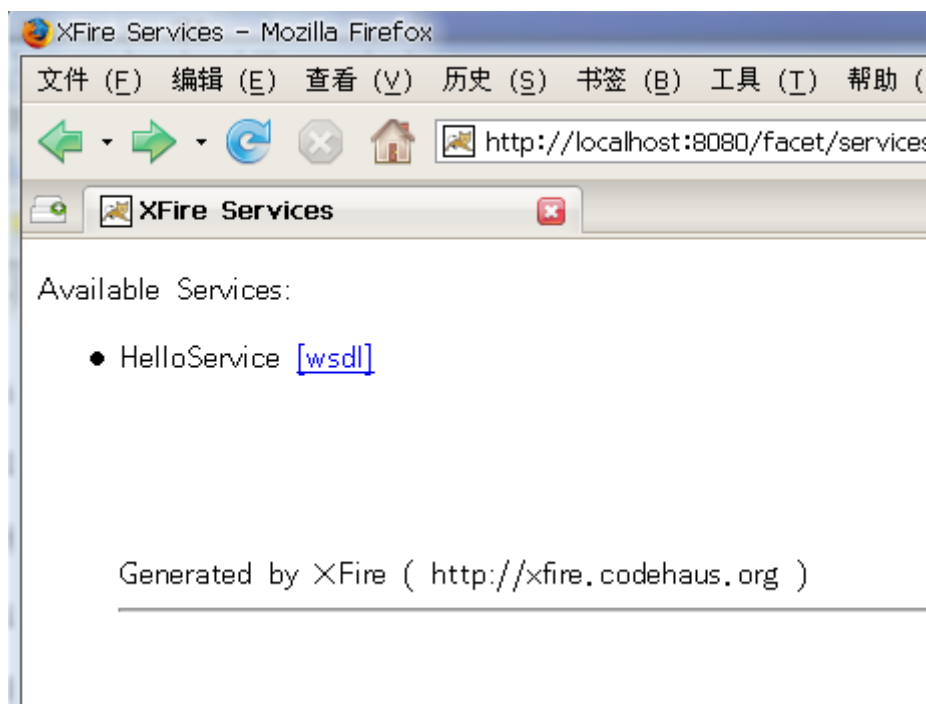 XFire Services - Mozilla Firefox
文件 (F) 编辑 (E) 查看 (V) 历史 (S) 书签 (B) 工具 (T) 帮助 (
http://localhost:8080/facet/services
XFire Services
Available Services:
● HelloService [wsdl]
Generated by XFire ( http://xfire.codehaus.org )